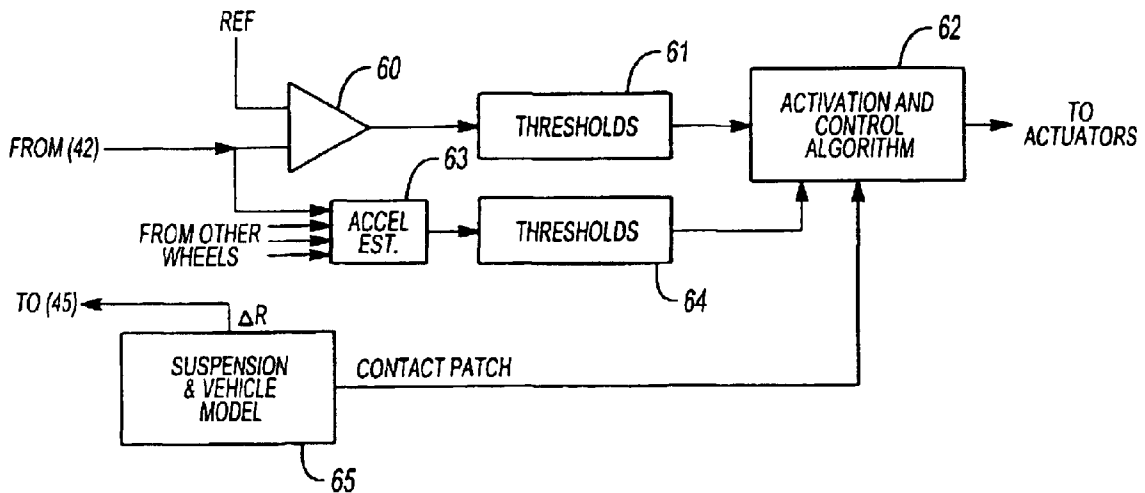 REF
60
61
62
FROM (42)
THRESHOLDS
ACTIVATION AND
CONTROL
ALGORITHM
TO
ACTUATORS
63
FROM OTHER
WHEELS
ACCEL
EST.
THRESHOLDS
64
TO (45)
ΔR
SUSPENSION
& VEHICLE
MODEL
CONTACT PATCH
65